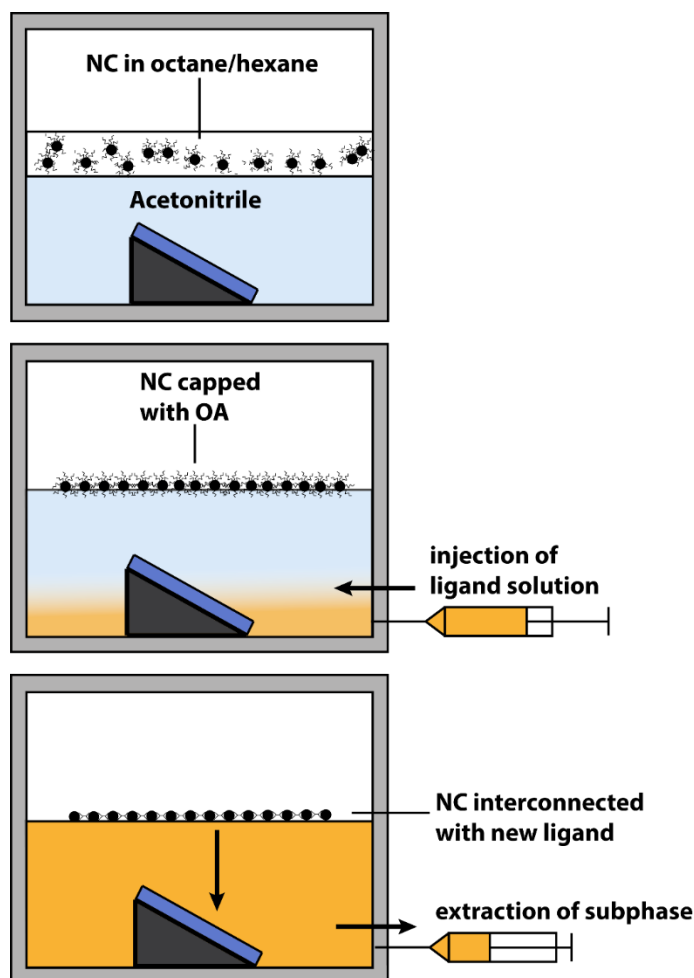 NC in octane/hexane
Acetonitrile
NC capped
with OA
injection of
ligand solution
NC interconnected
with new ligand
extraction of subphase